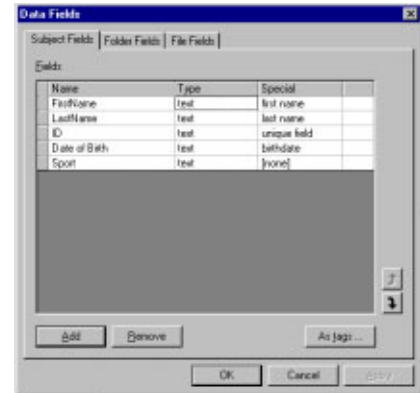 Data Fields
Subject Fields Folder Fields File Fields
Fields:
Name Type Special
FirstName text first name
LastName text last name
ID text unique field
Date of Birth text birthdate
Sport text [none]
Add Remove As tags ...
OK Cancel Apply